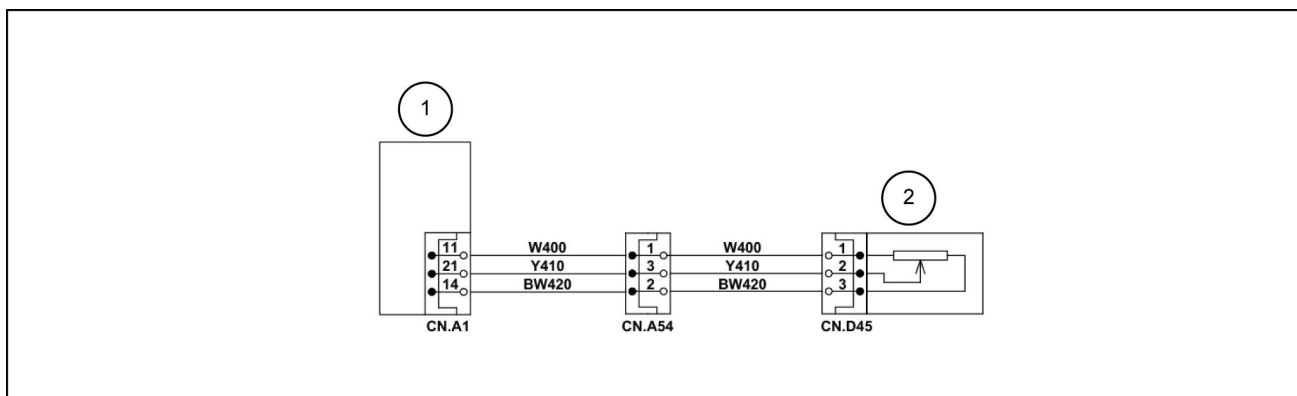 1
2
11 W400 1 W400 1
21 Y410 3 Y410 2
14 BW420 2 BW420 3
CN.A1 CN.A54 CN.D45